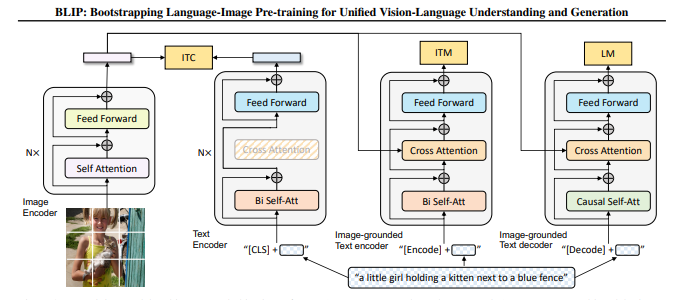 BLIP: Bootstrapping Language-Image Pre-training for Unified Vision-Language Understanding and Generation
ITC
ITM
LM
N×
Feed Forward
Self Attention
Image
Encoder
N×
Feed Forward
Cross Attention
Bi Self-Att
Text
Encoder
"[CLS] + "
Feed Forward
Cross Attention
Bi Self-Att
Image-grounded
Text encoder
"[Encode] + "
Feed Forward
Cross Attention
Causal Self-Att
Image-grounded
Text decoder
"[Decode] + "
"a little girl holding a kitten next to a blue fence"